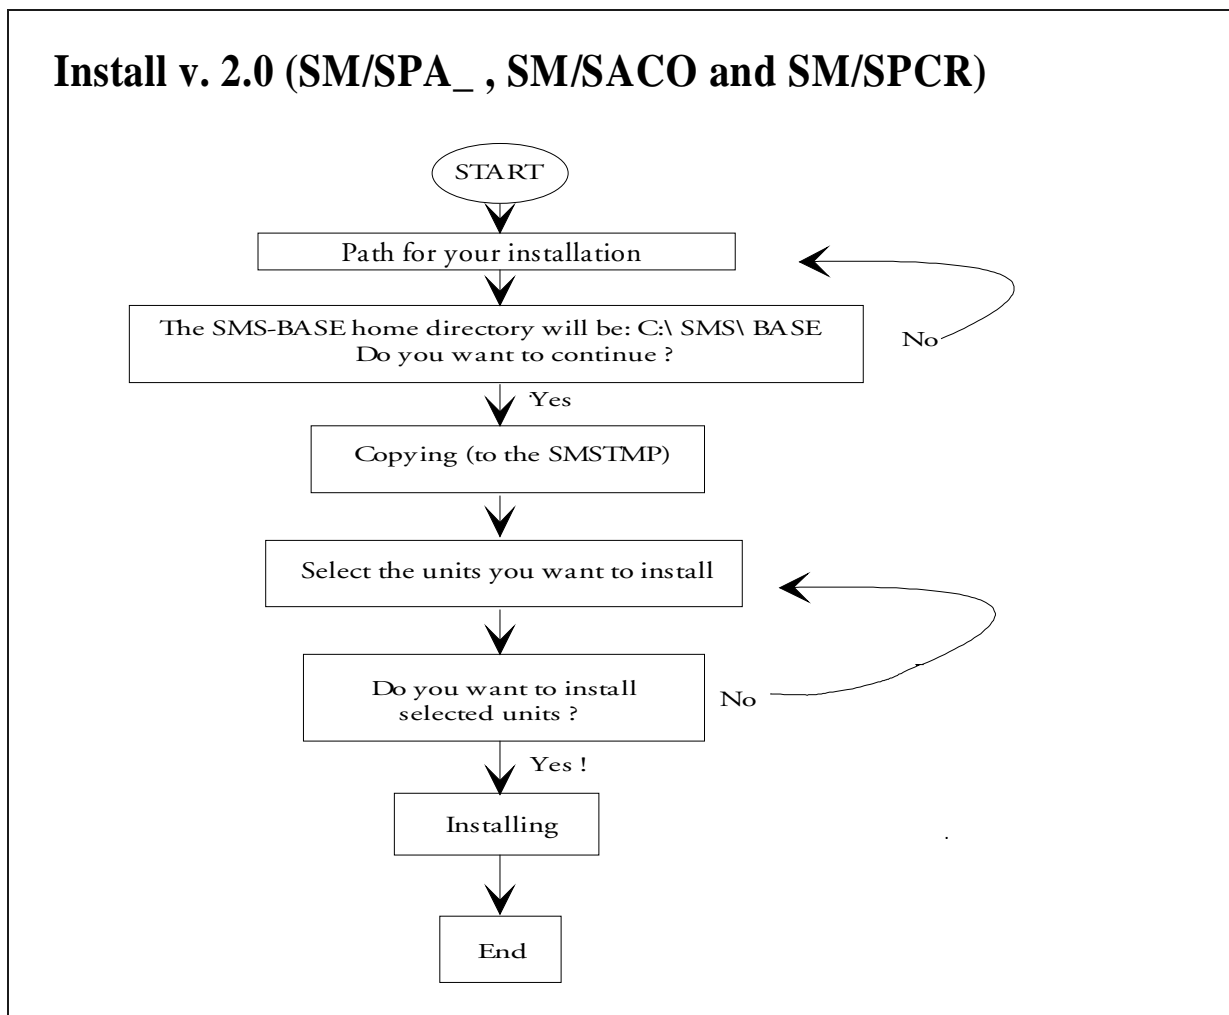 Install v. 2.0 (SM/SPA_ , SM/SACO and SM/SPCR)
START
Path for your installation
The SMS-BASE home directory will be: C:\ SMS\ BASE
Do you want to continue ?
No
Yes
Copying (to the SMSTMP)
Select the units you want to install
Do you want to install
selected units ?
No
Yes !
Installing
End